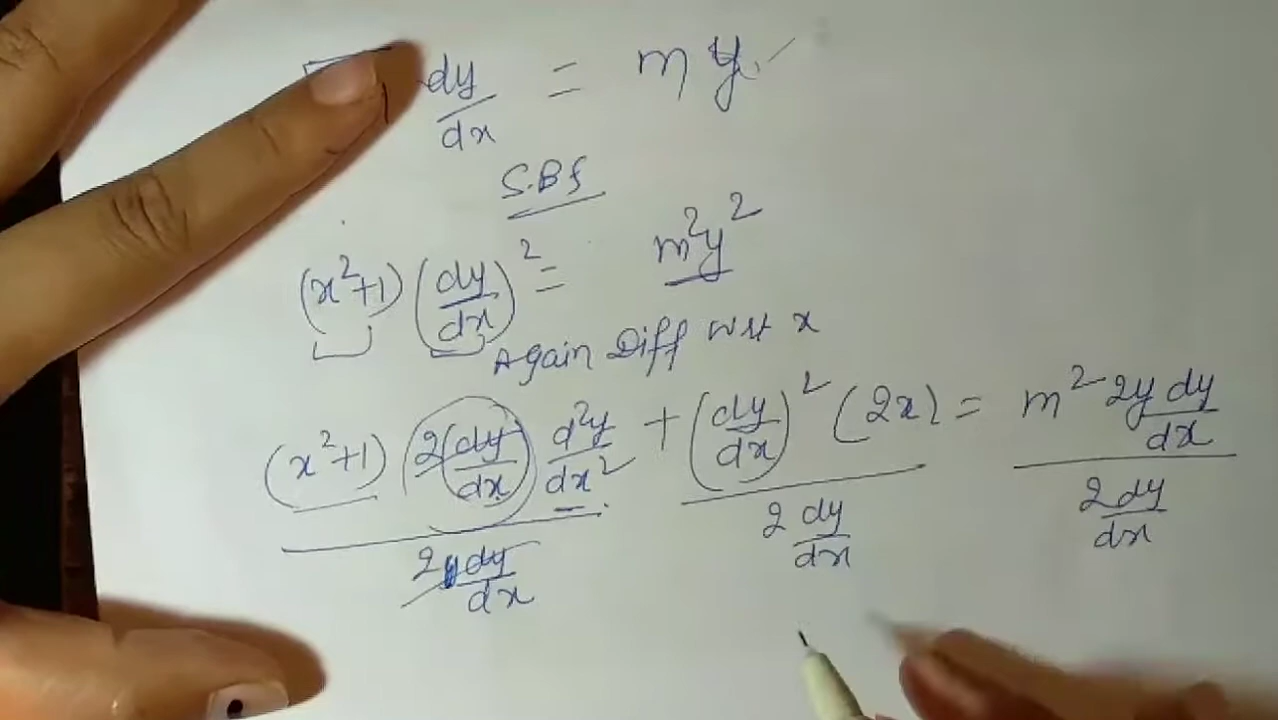 dy/dx = my
S.B.S
(x²+1) (dy/dx)² = m²y²
Again Diff wrt x
(x²+1) 2(dy/dx) d²y/dx² + (dy/dx)² (2x) = m² 2y dy/dx
2 dy/dx 2 dy/dx 2 dy/dx